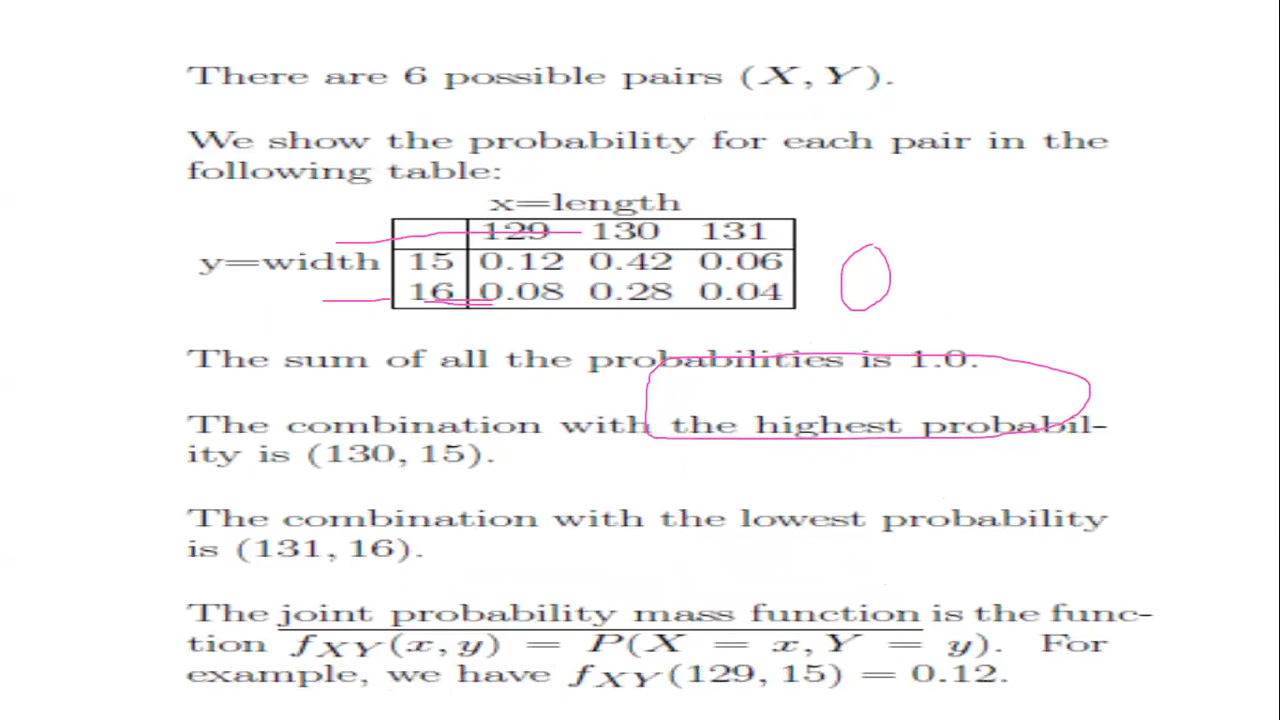 There are 6 possible pairs (X, Y).
We show the probability for each pair in the
following table:
x=length
129 130 131
y=width 15 0.12 0.42 0.06
16 0.08 0.28 0.04
The sum of all the probabilities is 1.0.
The combination with the highest probabil-
ity is (130, 15).
The combination with the lowest probability
is (131, 16).
The joint probability mass function is the func-
tion fXY(x, y) = P(X = x, Y = y). For
example, we have fXY(129, 15) = 0.12.